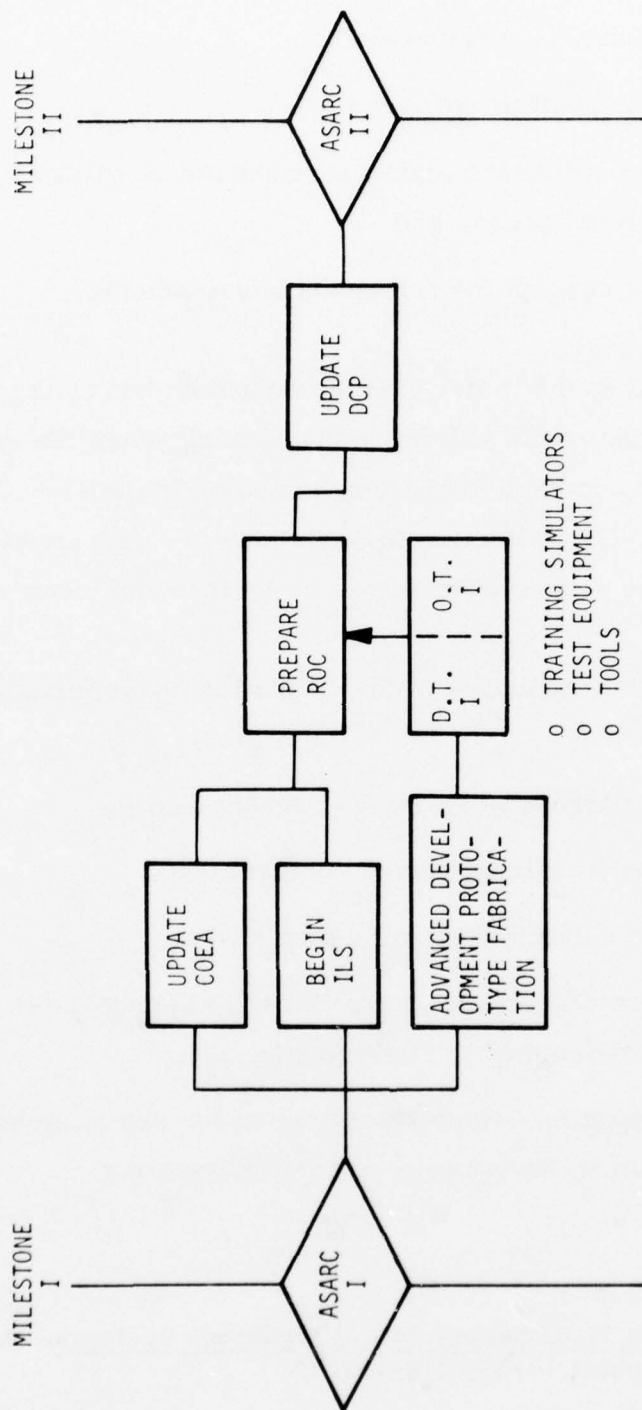 MILESTONE
I
ASARC
I
UPDATE
COEA
BEGIN
ILS
ADVANCED DEVEL-
OPMENT PROTO-
TYPE FABRICA-
TION
PREPARE
ROC
D.T. O.T.
I I
O TRAINING SIMULATORS
O TEST EQUIPMENT
O TOOLS
UPDATE
DCP
MILESTONE
II
ASARC
II